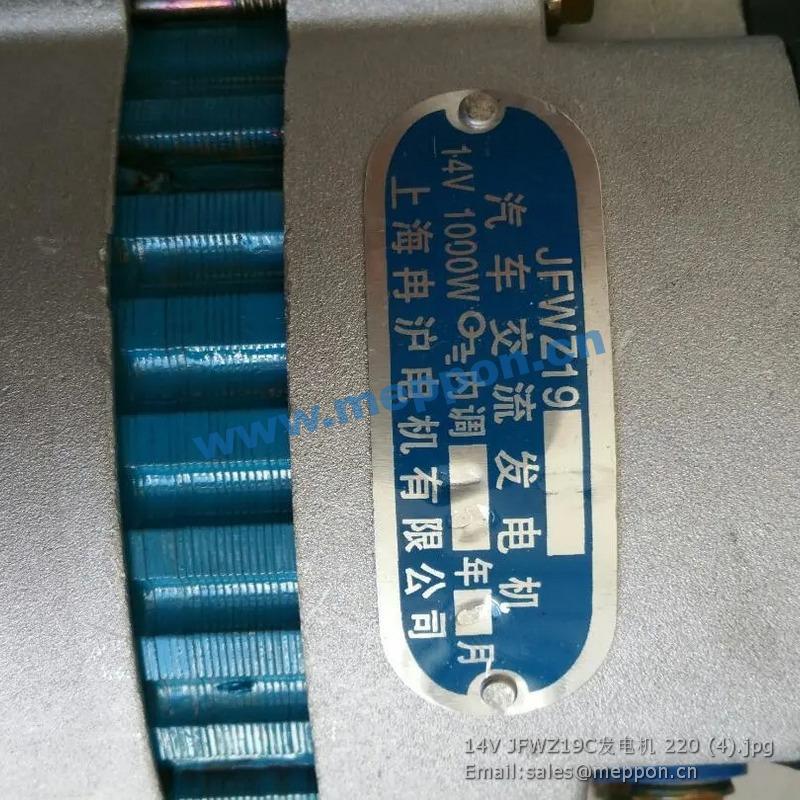 JFWZ19
汽车交流发电机
14V 1000W 内调 年 月
上海冉沪电机有限公司
www.meppon.cn
14V JFWZ19C发电机 220 (4).jpg
Email:sales@meppon.cn